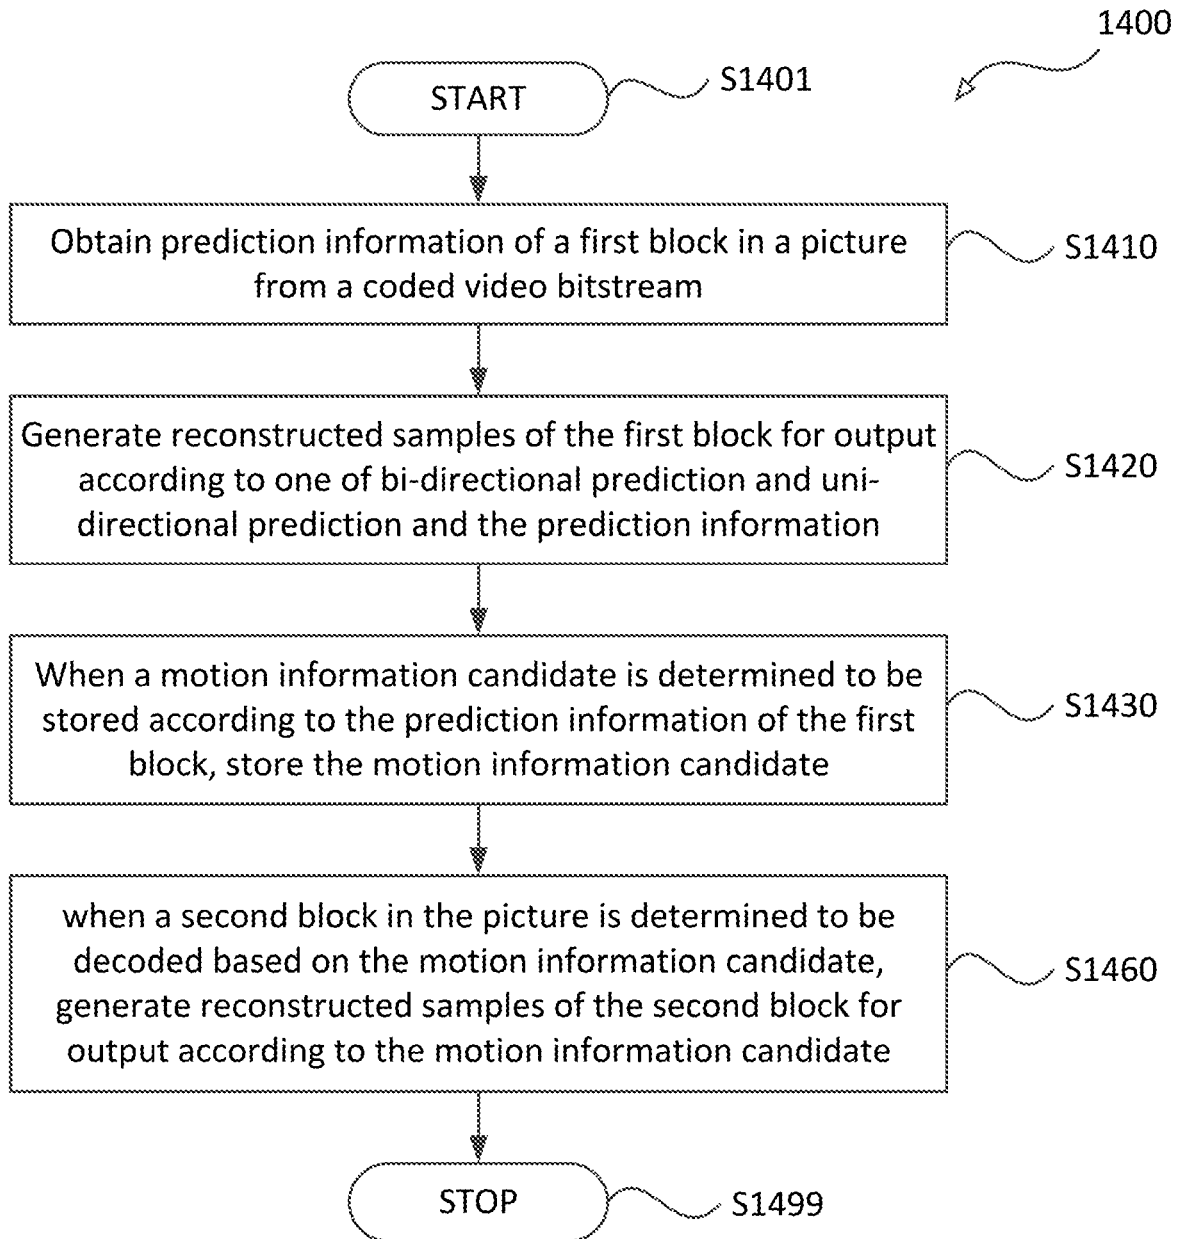 1400
START
S1401
Obtain prediction information of a first block in a picture
from a coded video bitstream
S1410
Generate reconstructed samples of the first block for output
according to one of bi-directional prediction and uni-
directional prediction and the prediction information
S1420
When a motion information candidate is determined to be
stored according to the prediction information of the first
block, store the motion information candidate
S1430
when a second block in the picture is determined to be
decoded based on the motion information candidate,
generate reconstructed samples of the second block for
output according to the motion information candidate
S1460
STOP
S1499